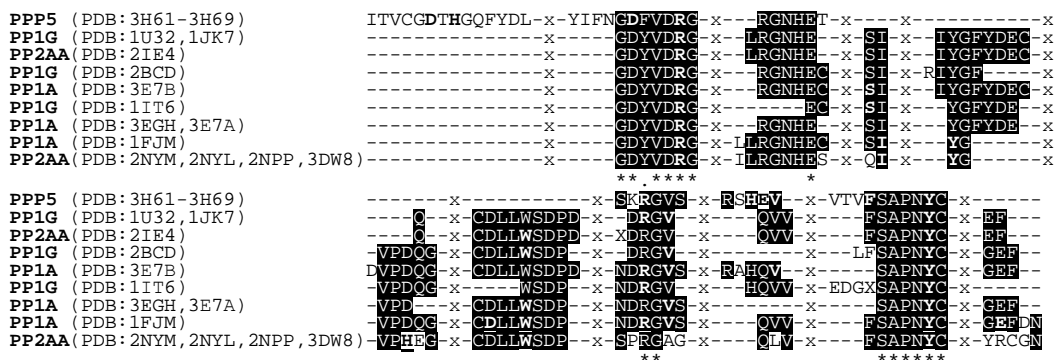 PPP5 (PDB:3H61-3H69) ITVCGDTHGQFYDL-x-YIFNGDFVDRG-x---RGNHET-x-----x-----------x
PP1G (PDB:1U32,1JK7) --------------x------GDYVDRG-x--LRGNHE--x--SI-x--IYGFYDEC-x
PP2AA(PDB:2IE4) --------------x------GDYVDRG-x--LRGNHE--x--SI-x--IYGFYDEC-x
PP1G (PDB:2BCD) --------------x------GDYVDRG-x---RGNHEC-x--SI-x-RIYGF-----x
PP1A (PDB:3E7B) --------------x------GDYVDRG-x---RGNHEC-x--SI-x--IYGFYDEC-x
PP1G (PDB:1IT6) --------------x------GDYVDRG-x-------EC-x--SI-x---YGFYDE--x
PP1A (PDB:3EGH,3E7A) --------------x------GDYVDRG-x---RGNHE--x--SI-x---YGFYDE--x
PP1A (PDB:1FJM) --------------x------GDYVDRG-x-LLRGNHEC-x--SI-x---YG-------x
PP2AA(PDB:2NYM,2NYL,2NPP,3DW8)--------------x------GDYVDRG-x-ILRGNHES-x-QI-x---YG-------x
**.**** *
PPP5 (PDB:3H61-3H69) -------x----------x-SKRGVS-x-RSHEV--x-VTVFSAPNYC-x-----
PP1G (PDB:1U32,1JK7) ----Q--x-CDLLWSDPD-x--DRGV--x---QVV--x----FSAPNYC-x-EF---
PP2AA(PDB:2IE4) ----Q--x-CDLLWSDPD-x-XDRGV--x---QVV--x----FSAPNYC-x-EF---
PP1G (PDB:2BCD) -VPDQG-x-CDLLWSDP--x--DRGV--x--------x---LFSAPNYC-x-GEF--
PP1A (PDB:3E7B) DVPDQG-x-CDLLWSDPD-x-NDRGVS-x-RAHQV--x----FSAPNYC-x-GEF--
PP1G (PDB:1IT6) -VPDQG-x-----WSDP--x-NDRGV--x--HQVV--x-EDGXSAPNYC-x-----
PP1A (PDB:3EGH,3E7A) -VPD---x-CDLLWSDP--x-NDRGVS-x--------x-----SAPNYC-x-GEF--
PP1A (PDB:1FJM) -VPDQG-x-CDLLWSDP--x-NDRGVS-x---QVV--x----FSAPNYC-x-GEFDN
PP2AA(PDB:2NYM,2NYL,2NPP,3DW8)-VPHEG-x-CDLLWSDP--x-SPRGAG-x---QLV--x----FSAPNYC-x-YRCGN
** ******